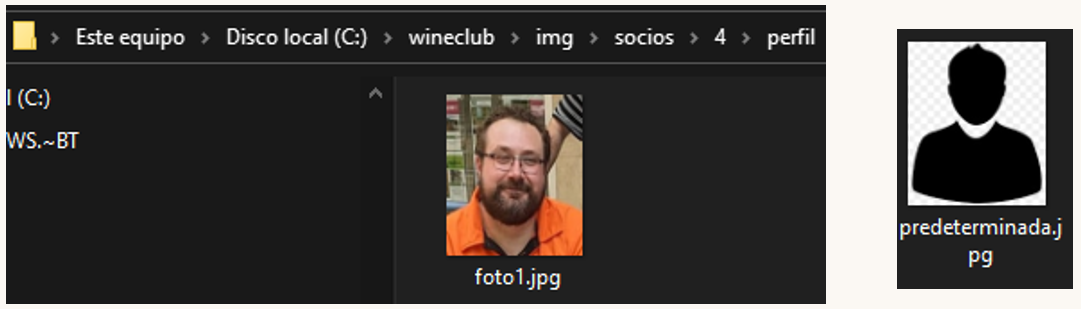 Este equipo > Disco local (C:) > wineclub > img > socios > 4 > perfil
l (C:)
WS.~BT
foto1.jpg
predeterminada.j
pg